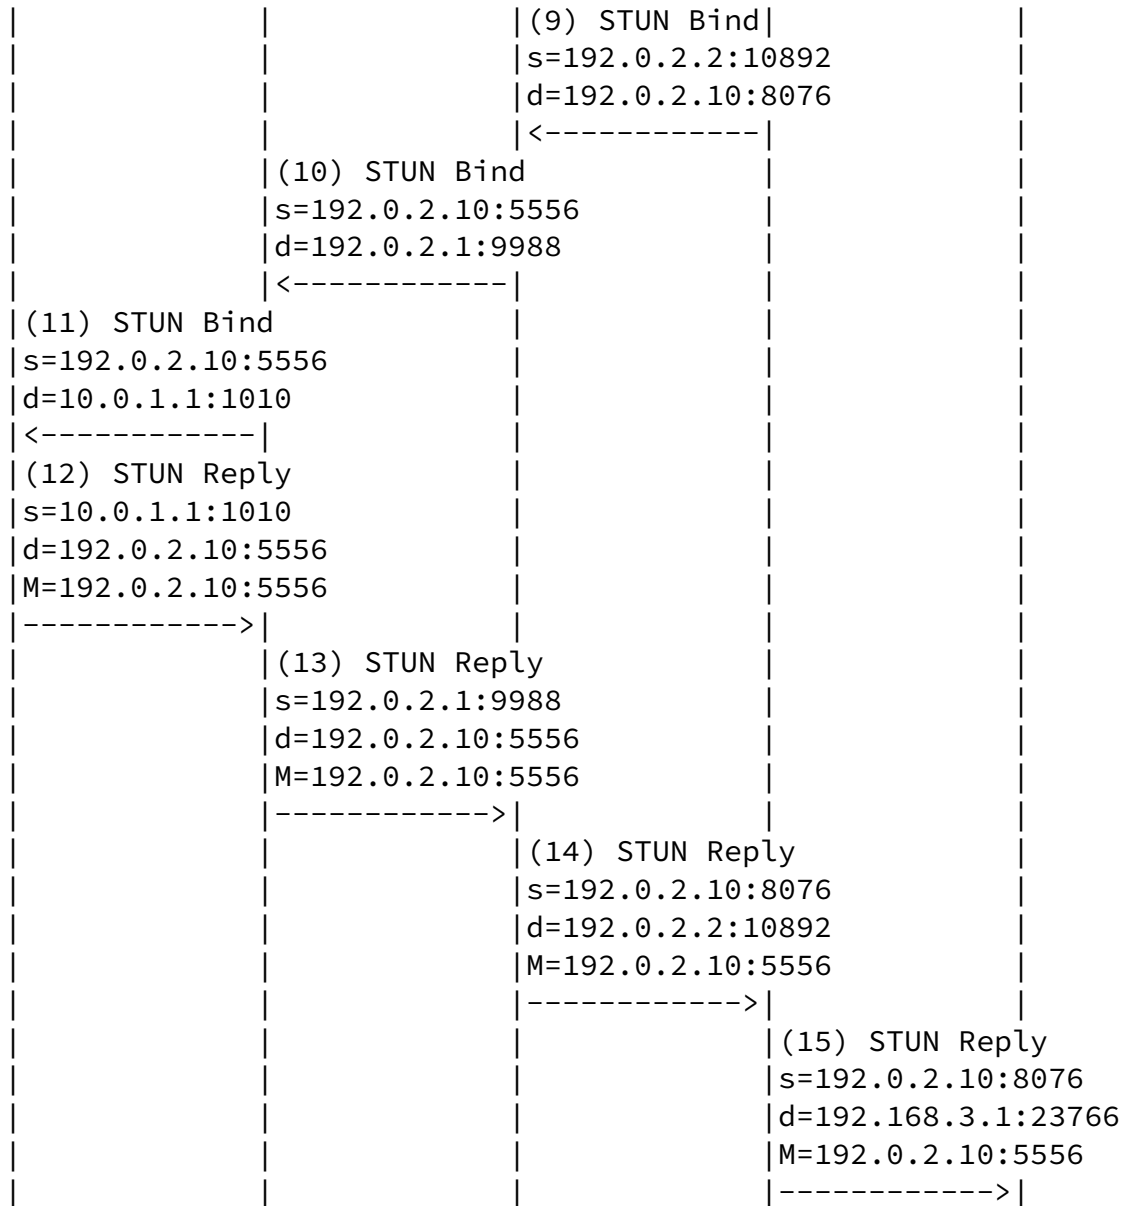 |               |               |(9) STUN Bind|               |
|               |               |s=192.0.2.2:10892            |
|               |               |d=192.0.2.10:8076            |
|               |               |<------------|               |
|               |(10) STUN Bind               |               |
|               |s=192.0.2.10:5556            |               |
|               |d=192.0.2.1:9988             |               |
|               |<------------|               |               |
|(11) STUN Bind               |               |               |
|s=192.0.2.10:5556            |               |               |
|d=10.0.1.1:1010              |               |               |
|<------------|               |               |               |
|(12) STUN Reply              |               |               |
|s=10.0.1.1:1010              |               |               |
|d=192.0.2.10:5556            |               |               |
|M=192.0.2.10:5556            |               |               |
|------------>|               |               |               |
|             |(13) STUN Reply                |               |
|             |s=192.0.2.1:9988               |               |
|             |d=192.0.2.10:5556              |               |
|             |M=192.0.2.10:5556              |               |
|             |------------>|                 |               |
|             |             |(14) STUN Reply                  |
|             |             |s=192.0.2.10:8076                |
|             |             |d=192.0.2.2:10892                |
|             |             |M=192.0.2.10:5556                |
|             |             |------------>|                   |
|             |             |             |(15) STUN Reply
|             |             |             |s=192.0.2.10:8076
|             |             |             |d=192.168.3.1:23766
|             |             |             |M=192.0.2.10:5556
|             |             |             |------------>|